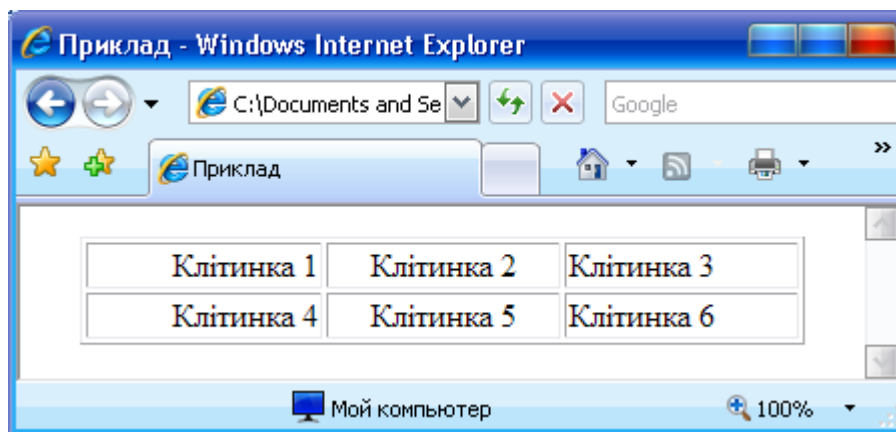 Приклад - Windows Internet Explorer
C:\Documents and Se
Google
Приклад
»
Клітинка 1 Клітинка 2 Клітинка 3
Клітинка 4 Клітинка 5 Клітинка 6
Мой компьютер 100%